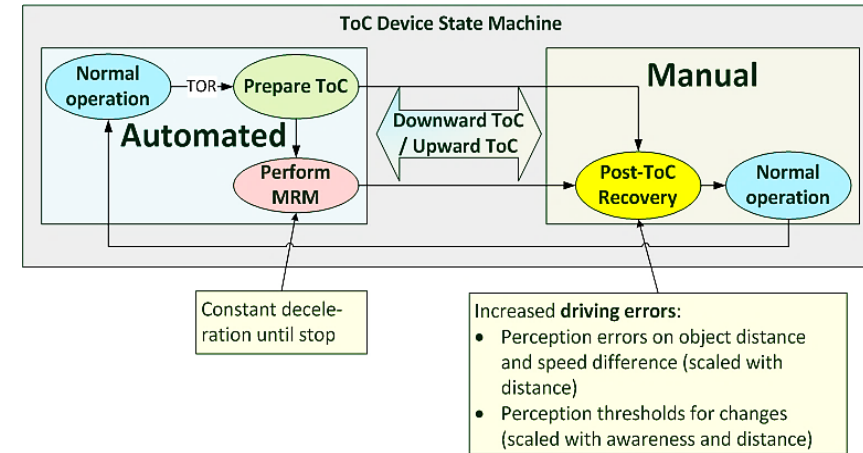 ToC Device State Machine
Normal
operation
TOR
Prepare ToC
Automated
Perform
MRM
Downward ToC
/ Upward ToC
Manual
Post-ToC
Recovery
Normal
operation
Constant decele-
ration until stop
Increased driving errors:
• Perception errors on object distance
and speed difference (scaled with
distance)
• Perception thresholds for changes
(scaled with awareness and distance)